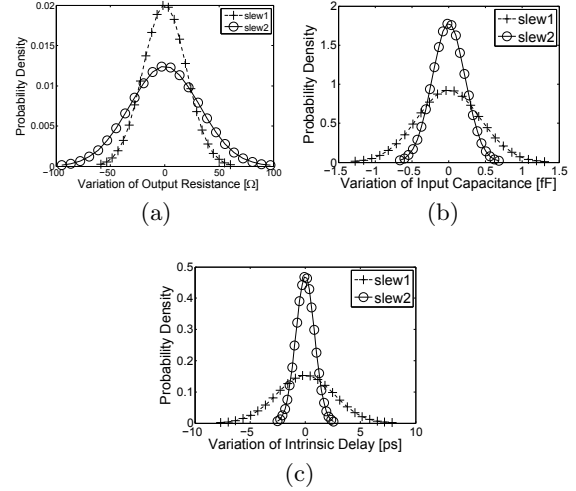 0.02
0.015
0.01
0.005
0
−100
−50
0
50
100
Probability Density
Variation of Output Resistance [Ω]
slew1
slew2
(a)
2
1.5
1
0.5
0
−1.5
−1
−0.5
0
0.5
1
1.5
Probability Density
Variation of Input Capacitance [fF]
slew1
slew2
(b)
0.5
0.4
0.3
0.2
0.1
0
−10
−5
0
5
10
Probability Density
Variation of Intrinsic Delay [ps]
slew1
slew2
(c)